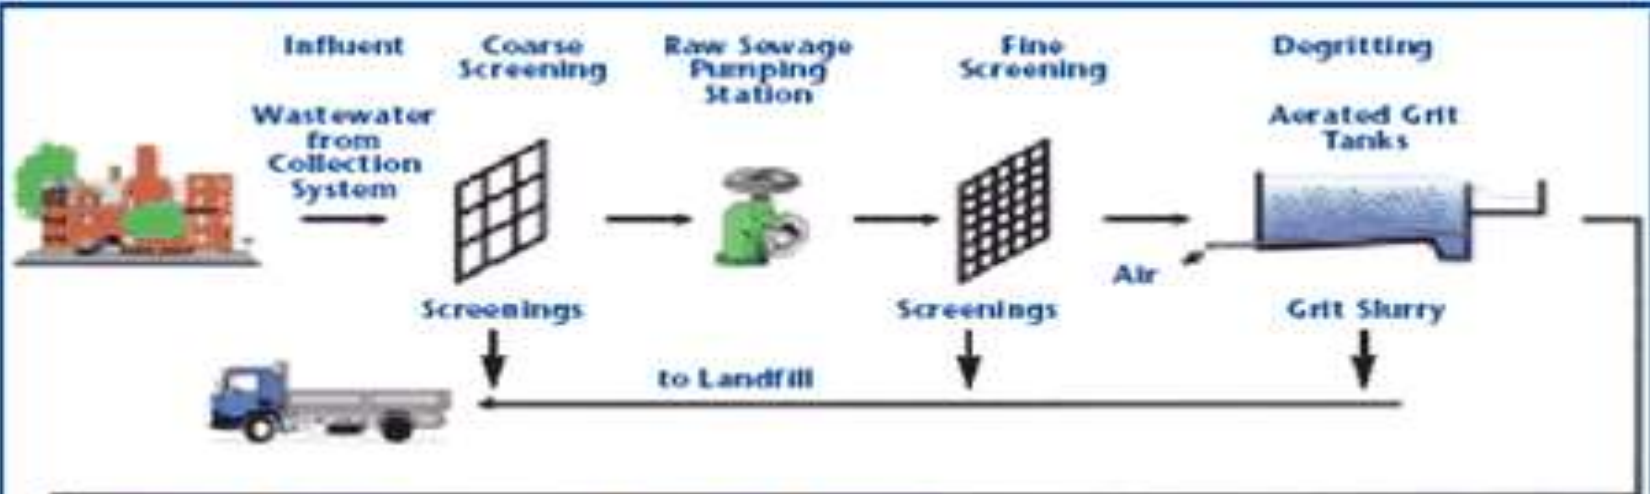 Influent
Wastewater
from
Collection
System
Coarse
Screening
Raw Sewage
Pumping
Station
Fine
Screening
Degritting
Aerated Grit
Tanks
Air
Screenings
Screenings
Grit Slurry
to Landfill